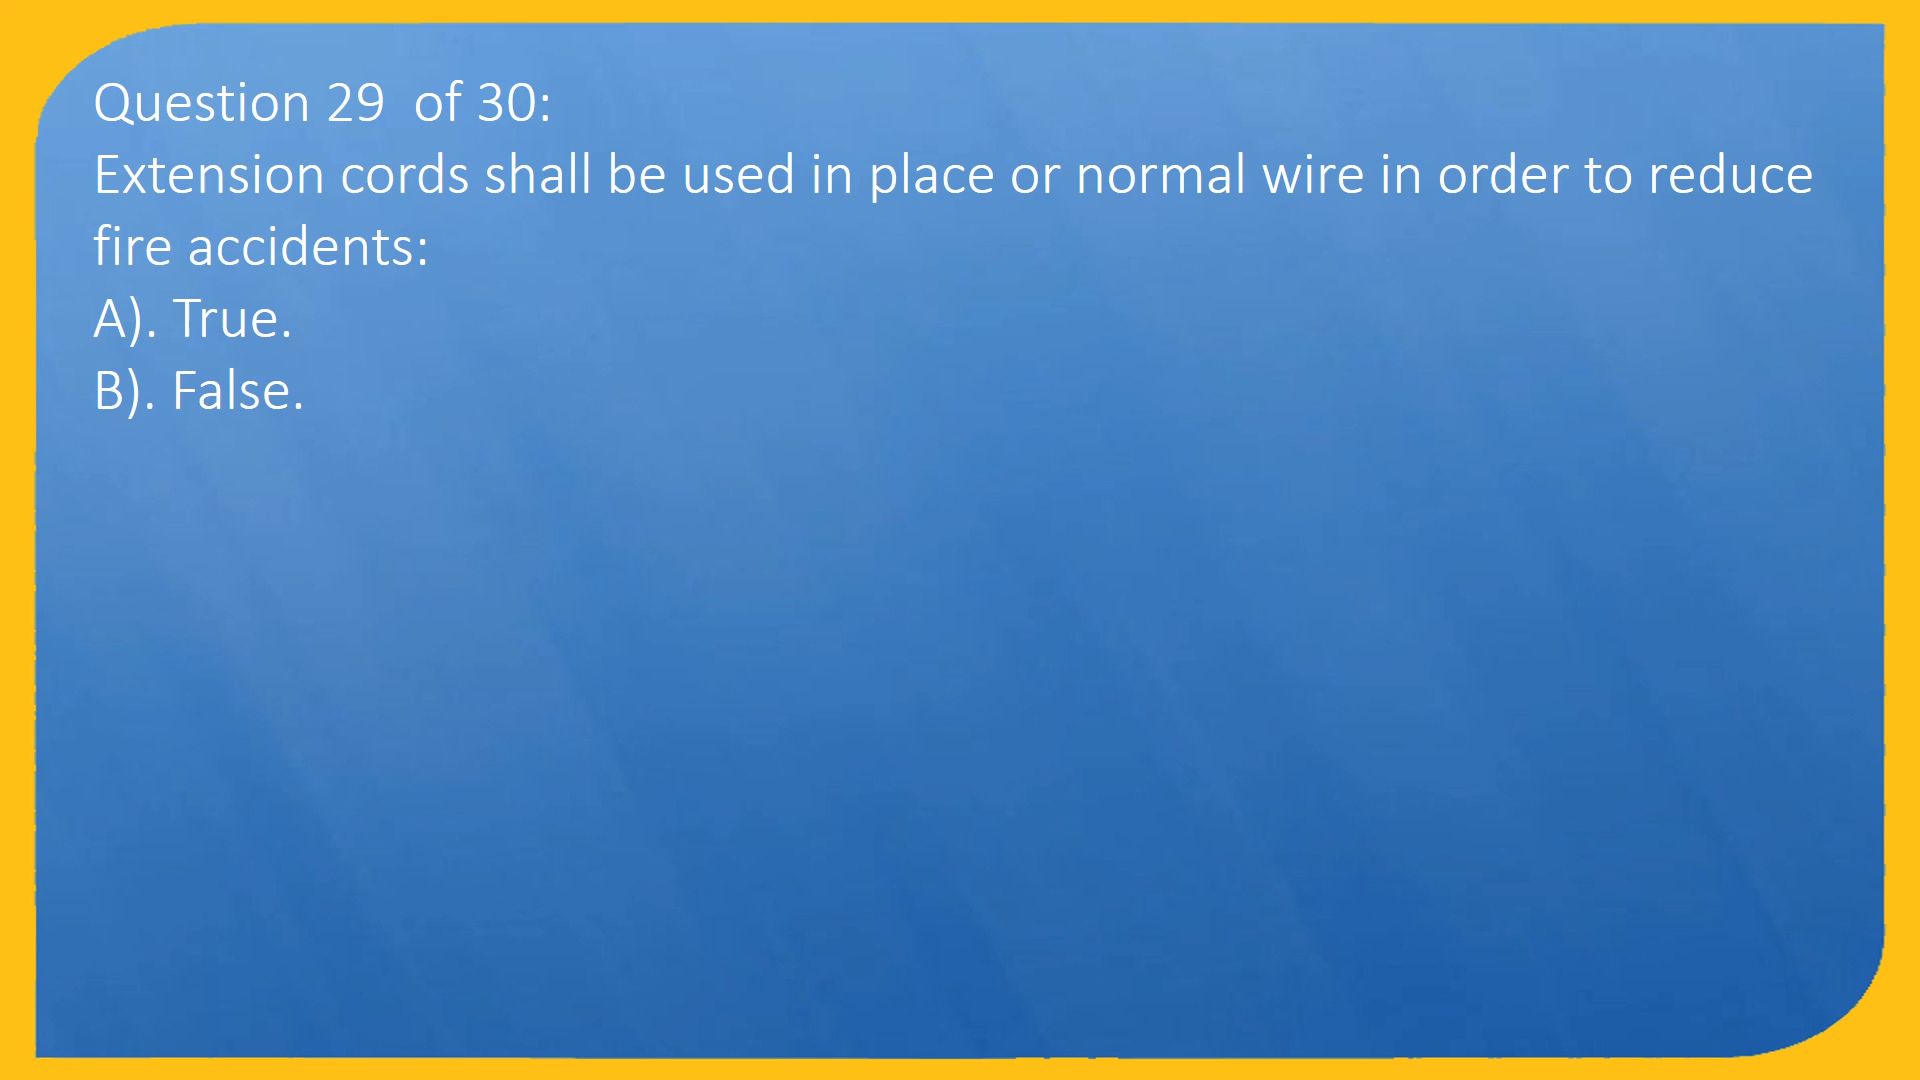 Question 29  of 30:
Extension cords shall be used in place or normal wire in order to reduce
fire accidents:
A). True.
B). False.